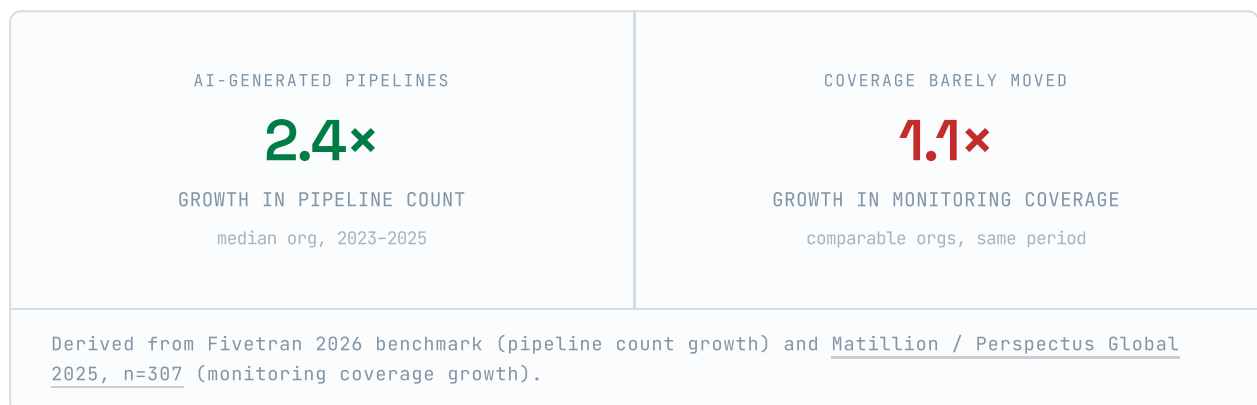 AI-GENERATED PIPELINES
2.4×
GROWTH IN PIPELINE COUNT
median org, 2023–2025
COVERAGE BARELY MOVED
1.1×
GROWTH IN MONITORING COVERAGE
comparable orgs, same period
Derived from Fivetran 2026 benchmark (pipeline count growth) and Matillion / Perspectus Global
2025, n=307 (monitoring coverage growth).